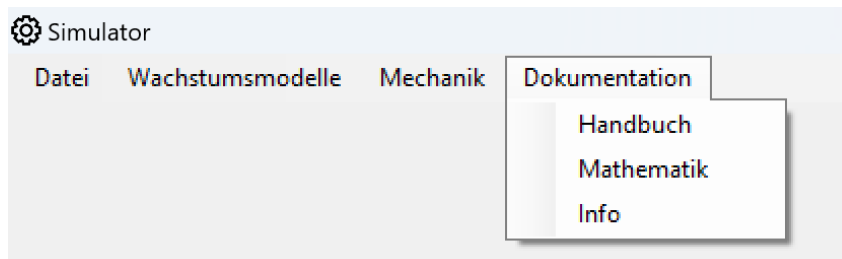 Simulator
Datei Wachstumsmodelle Mechanik Dokumentation
Handbuch
Mathematik
Info